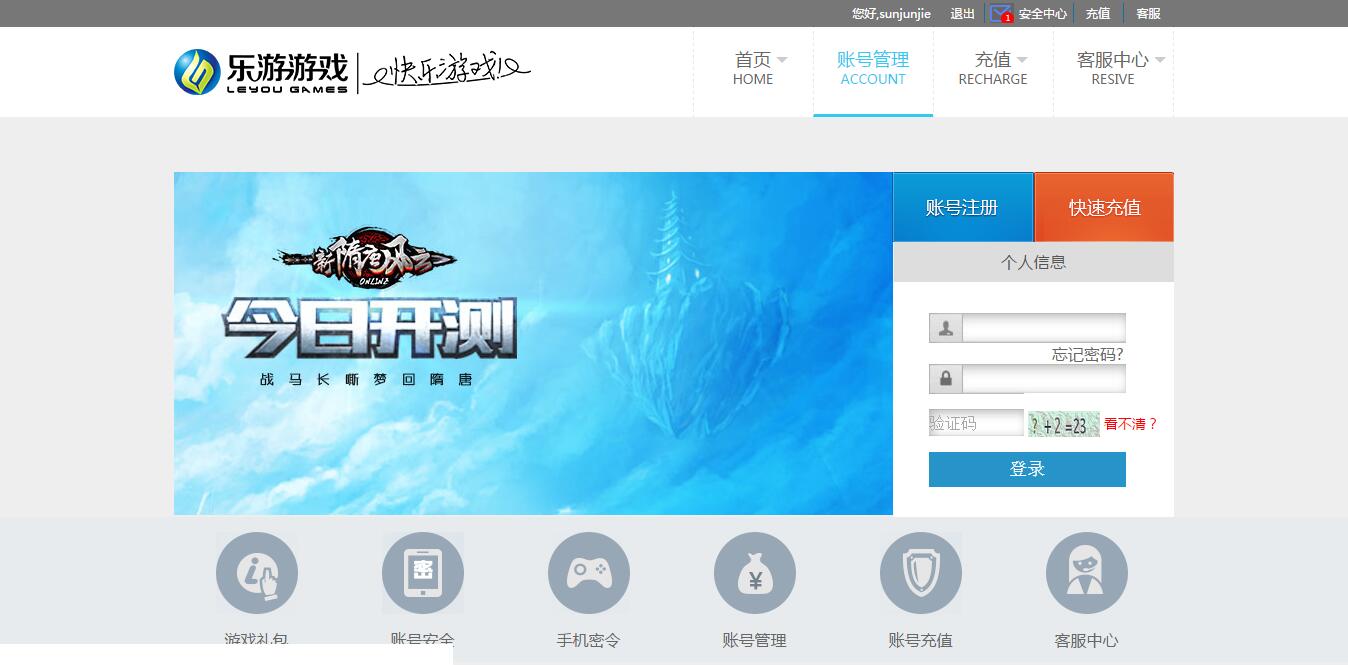 您好,sunjunjie 退出 1 安全中心 充值 客服
乐游游戏 快乐游戏
LEYOU GAMES
首页 账号管理 充值 客服中心
HOME ACCOUNT RECHARGE RESIVE
账号注册 快速充值
个人信息
新隋唐风云
ONLINE
今日开测
战马长嘶梦回隋唐
忘记密码?
验证码 ? +2 =23 看不清？
登录
密 ¥
游戏礼包 账号安全 手机密令 账号管理 账号充值 客服中心